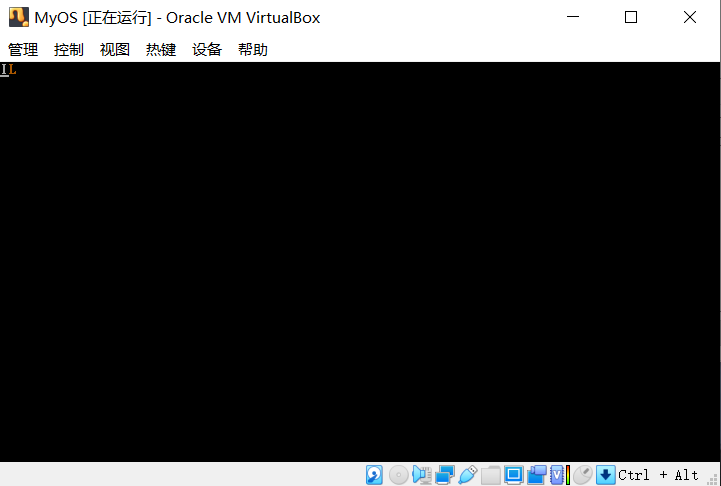 MyOS [正在运行] - Oracle VM VirtualBox
管理 控制 视图 热键 设备 帮助
IL
Ctrl + Alt